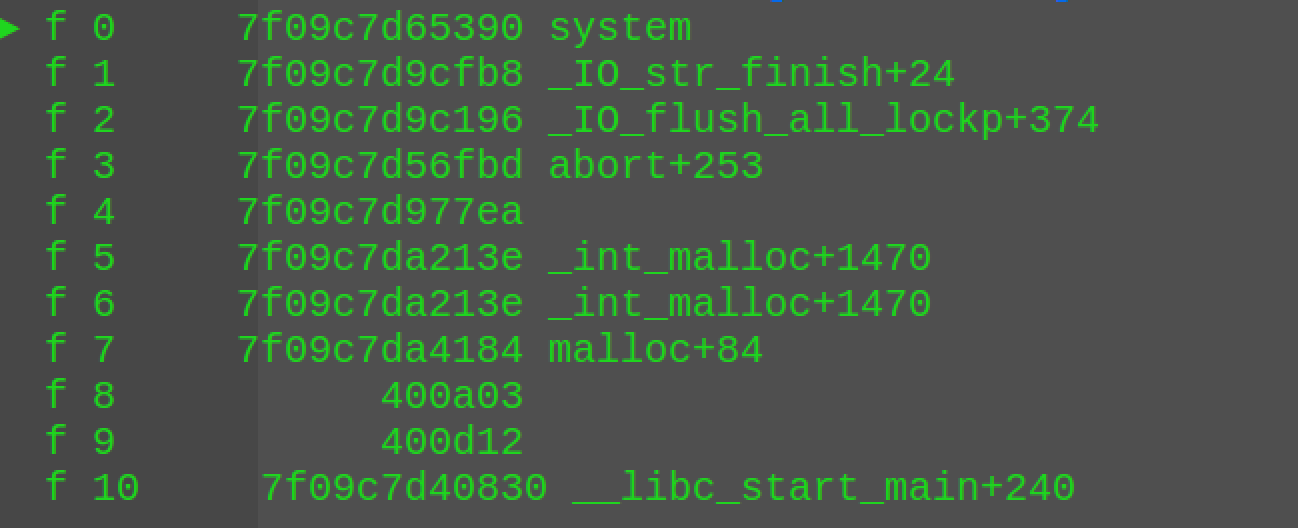 ► f 0     7f09c7d65390 system
f 1     7f09c7d9cfb8 _IO_str_finish+24
f 2     7f09c7d9c196 _IO_flush_all_lockp+374
f 3     7f09c7d56fbd abort+253
f 4     7f09c7d977ea
f 5     7f09c7da213e _int_malloc+1470
f 6     7f09c7da213e _int_malloc+1470
f 7     7f09c7da4184 malloc+84
f 8           400a03
f 9           400d12
f 10     7f09c7d40830 __libc_start_main+240